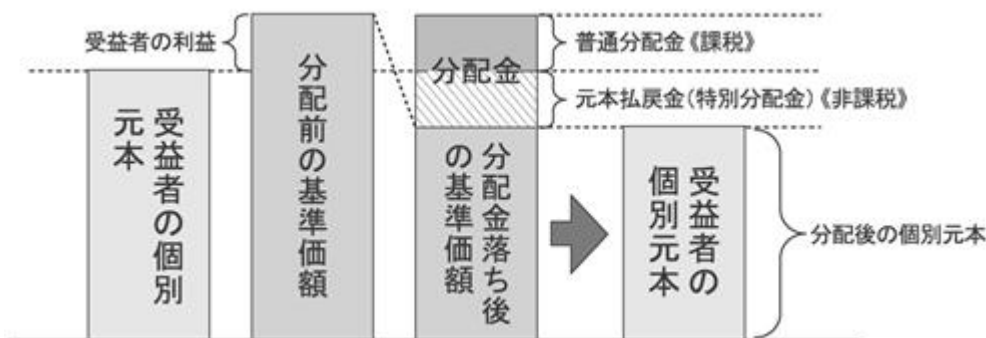 受益者の利益
受益者の個別
元本
分配前の基準価額
分配金
分配金落ち後
の基準価額
普通分配金《課税》
元本払戻金(特別分配金)《非課税》
受益者の
個別元本
分配後の個別元本